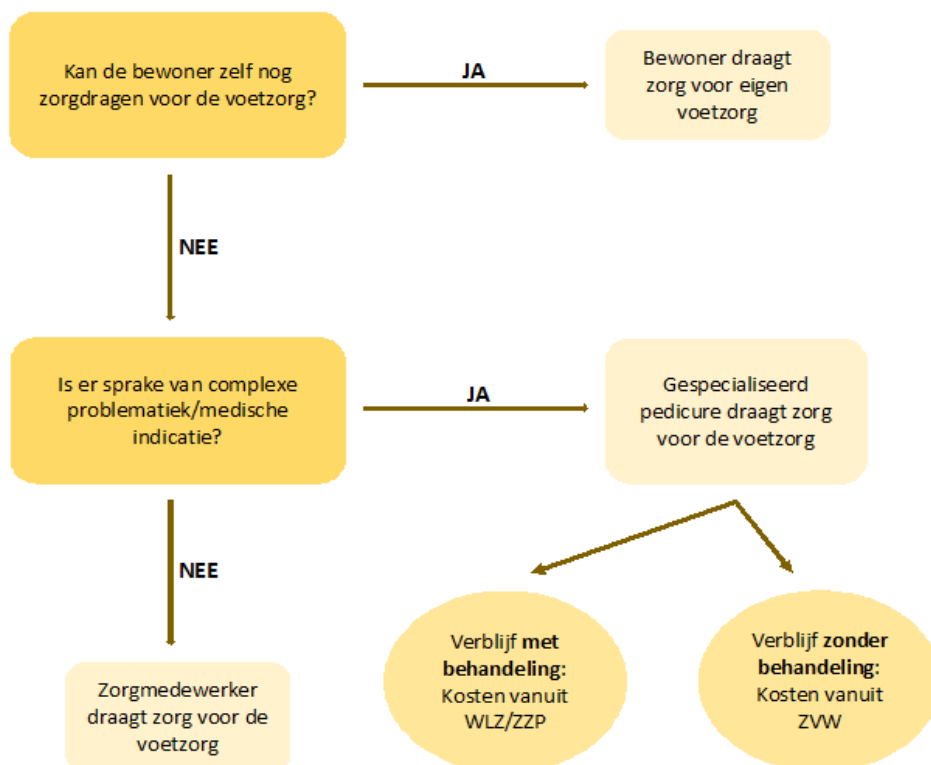 Kan de bewoner zelf nog
zorgdragen voor de voetzorg?
JA
Bewoner draagt
zorg voor eigen
voetzorg
NEE
Is er sprake van complexe
problematiek/medische
indicatie?
JA
Gespecialiseerd
pedicure draagt zorg
voor de voetzorg
NEE
Zorgmedewerker
draagt zorg voor de
voetzorg
Verblijf met
behandeling:
Kosten vanuit
WLZ/ZZP
Verblijf zonder
behandeling:
Kosten vanuit
ZVW